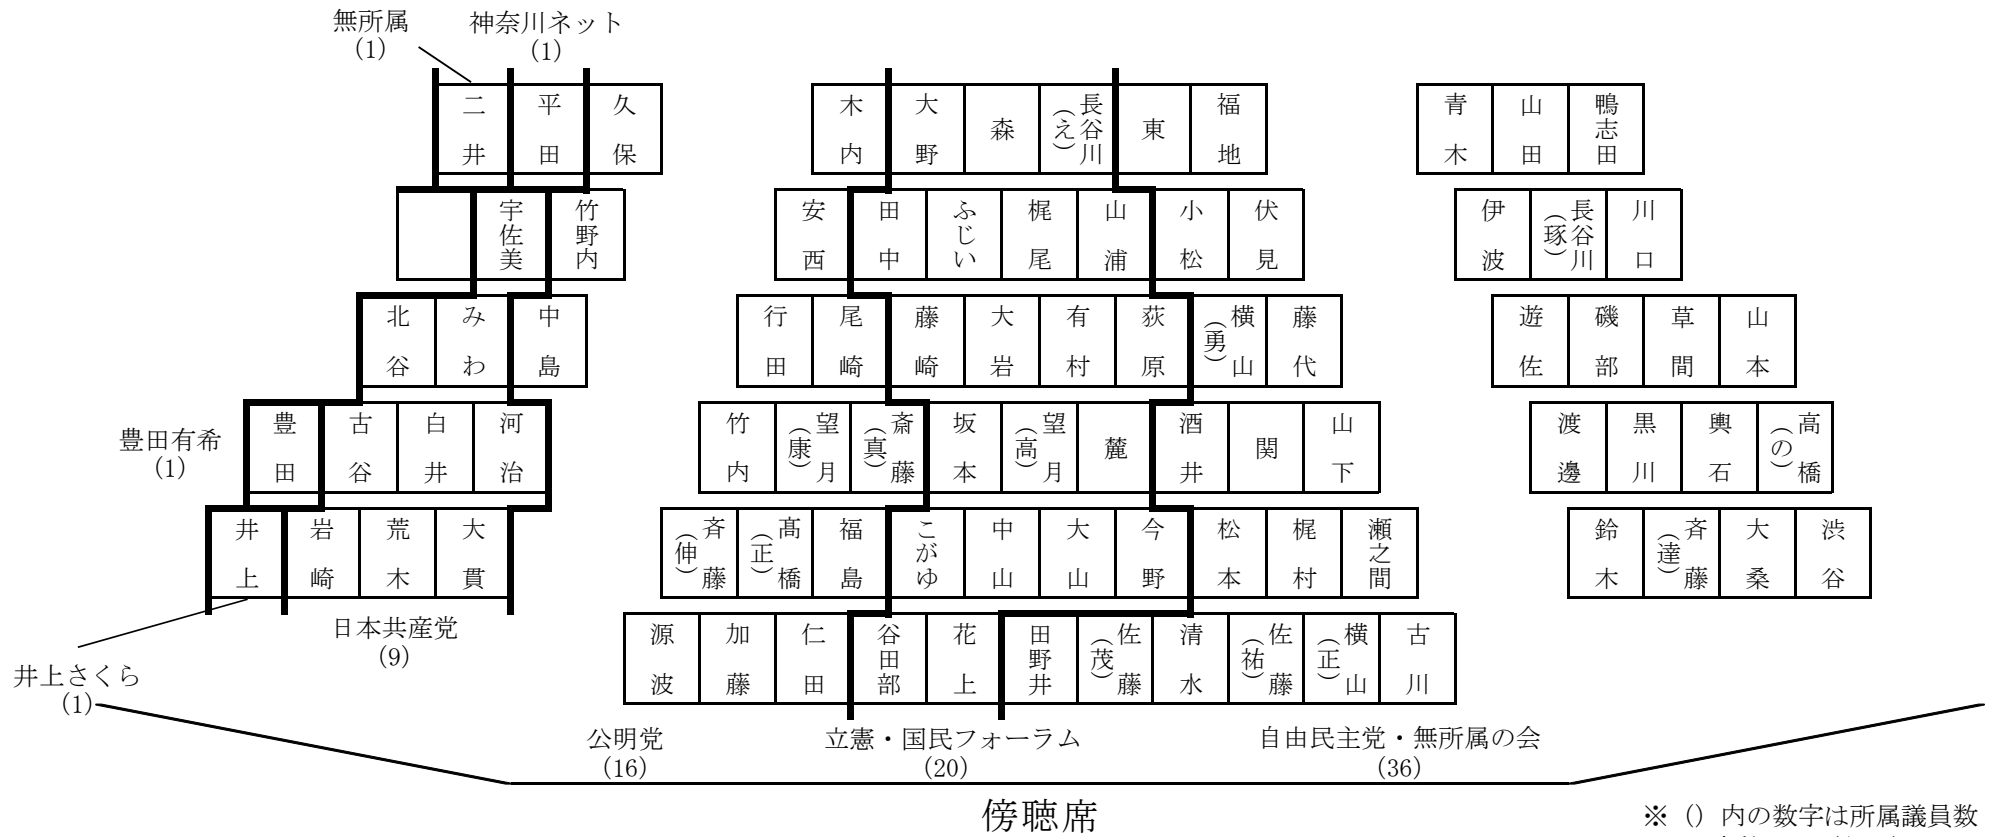 無所属
(1)
神奈川ネット
(1)
二井
平田
久保
木内
大野
森
長谷川(え)
東
福地
青木
山田
鴨志田
宇佐美
竹野内
安西
田中
ふじい
梶尾
山浦
小松
伏見
伊波
長谷川(琢)
川口
北谷
みわ
中島
行田
尾崎
藤崎
大岩
有村
荻原
横山(勇)
藤代
遊佐
磯部
草間
山本
豊田有希
(1)
豊田
古谷
白井
河治
竹内
望月(康)
斎藤(真)
坂本
望月(高)
麓
酒井
関
山下
渡邊
黒川
輿石
高橋(の)
井上
岩崎
荒木
大貫
斉藤(伸)
髙橋(正)
福島
こがゆ
中山
大山
今野
松本
梶村
瀬之間
鈴木
斉藤(達)
大桑
渋谷
日本共産党
(9)
井上さくら
(1)
源波
加藤
仁田
谷田部
花上
田野井
佐藤(茂)
清水
佐藤(祐)
横山(正)
古川
公明党
(16)
立憲・国民フォーラム
(20)
自由民主党・無所属の会
(36)
傍聴席
※()内の数字は所属議員数